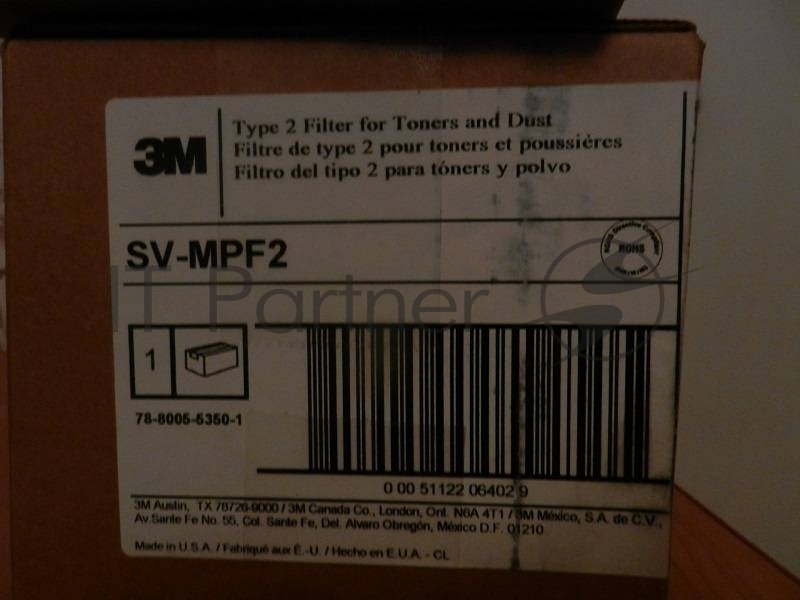 3M
Type 2 Filter for Toners and Dust
Filtre de type 2 pour toners et poussières
Filtro del tipo 2 para tóners y polvo
SV-MPF2
ROHS Directive Compliant
ROHS
IT Partner
1
78-8005-5350-1
0 00 51122 06402 9
3M Austin, TX 78726-9000 / 3M Canada Co., London, Ont. N6A 4T1 / 3M México, S.A. de C.V.,
Av.Sante Fe No. 55, Col. Sante Fe, Del. Alvaro Obregón, México D.F. 01210
Made in U.S.A. / Fabriqué aux É.-U. / Hecho en E.U.A. - CL